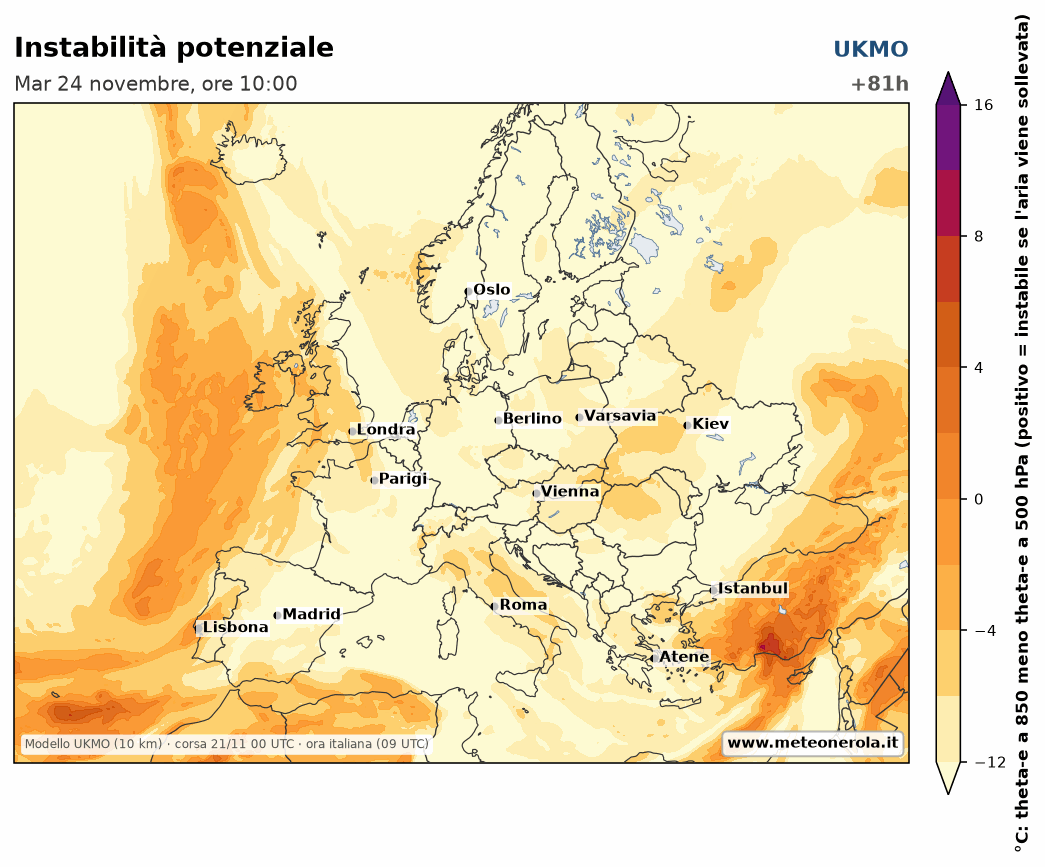 Instabilità potenziale
UKMO
Mar 24 novembre, ore 10:00
+81h
16
8
4
0
−4
−12
°C: theta-e a 850 meno theta-e a 500 hPa (positivo = instabile se l'aria viene sollevata)
Oslo
Berlino
Varsavia
Kiev
Londra
Parigi
Vienna
Istanbul
Roma
Madrid
Lisbona
Atene
Modello UKMO (10 km) · corsa 21/11 00 UTC · ora italiana (09 UTC)
www.meteonerola.it